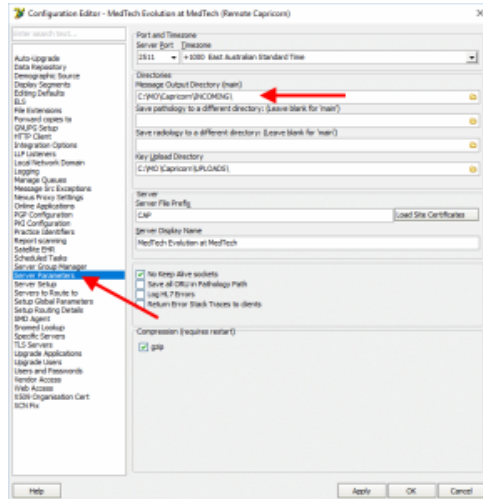 Configuration Editor - MedTech Evolution at MedTech (Remote Capricorn)
Enter search text...
Auto-Upgrade
Data Repository
Demographic Source
Display Segments
Editing Defaults
ELS
File Extensions
Forward copies to
GNUPG Setup
HTTP Client
Integration Options
LLP Listeners
Local Network Domain
Logging
Manage Queues
Message Src Exceptions
Nexus Proxy Settings
Online Applications
PGP Configuration
PKI Configuration
Practice Identifiers
Report scanning
Satellite EHR
Scheduled Tasks
Server Group Manager
Server Parameters
Server Setup
Servers to Route to
Setup Global Parameters
Setup Routing Details
SMD Agent
Snomed Lookup
Specific Servers
TLS Servers
Upgrade Applications
Upgrade Users
Users and Passwords
Vendor Access
Web Access
X509 Organisation Cert
XCN Fix
Port and Timezone
Server Port Timezone
2511 +1000 East Australian Standard Time
Directories
Message Output Directory (main)
C:\MO\Capricorn\INCOMING\
Save pathology to a different directory: (Leave blank for 'main')
Save radiology to a different directory: (Leave blank for 'main')
Key Upload Directory
C:\MO\Capricorn\UPLOADS\
Server
Server File Prefix
CAP Load Site Certificates
Server Display Name
MedTech Evolution at MedTech
No Keep Alive sockets
Save all ORU in Pathology Path
Log HL7 Errors
Return Error Stack Traces to clients
Compression (requires restart)
gzip
Help Apply OK Cancel